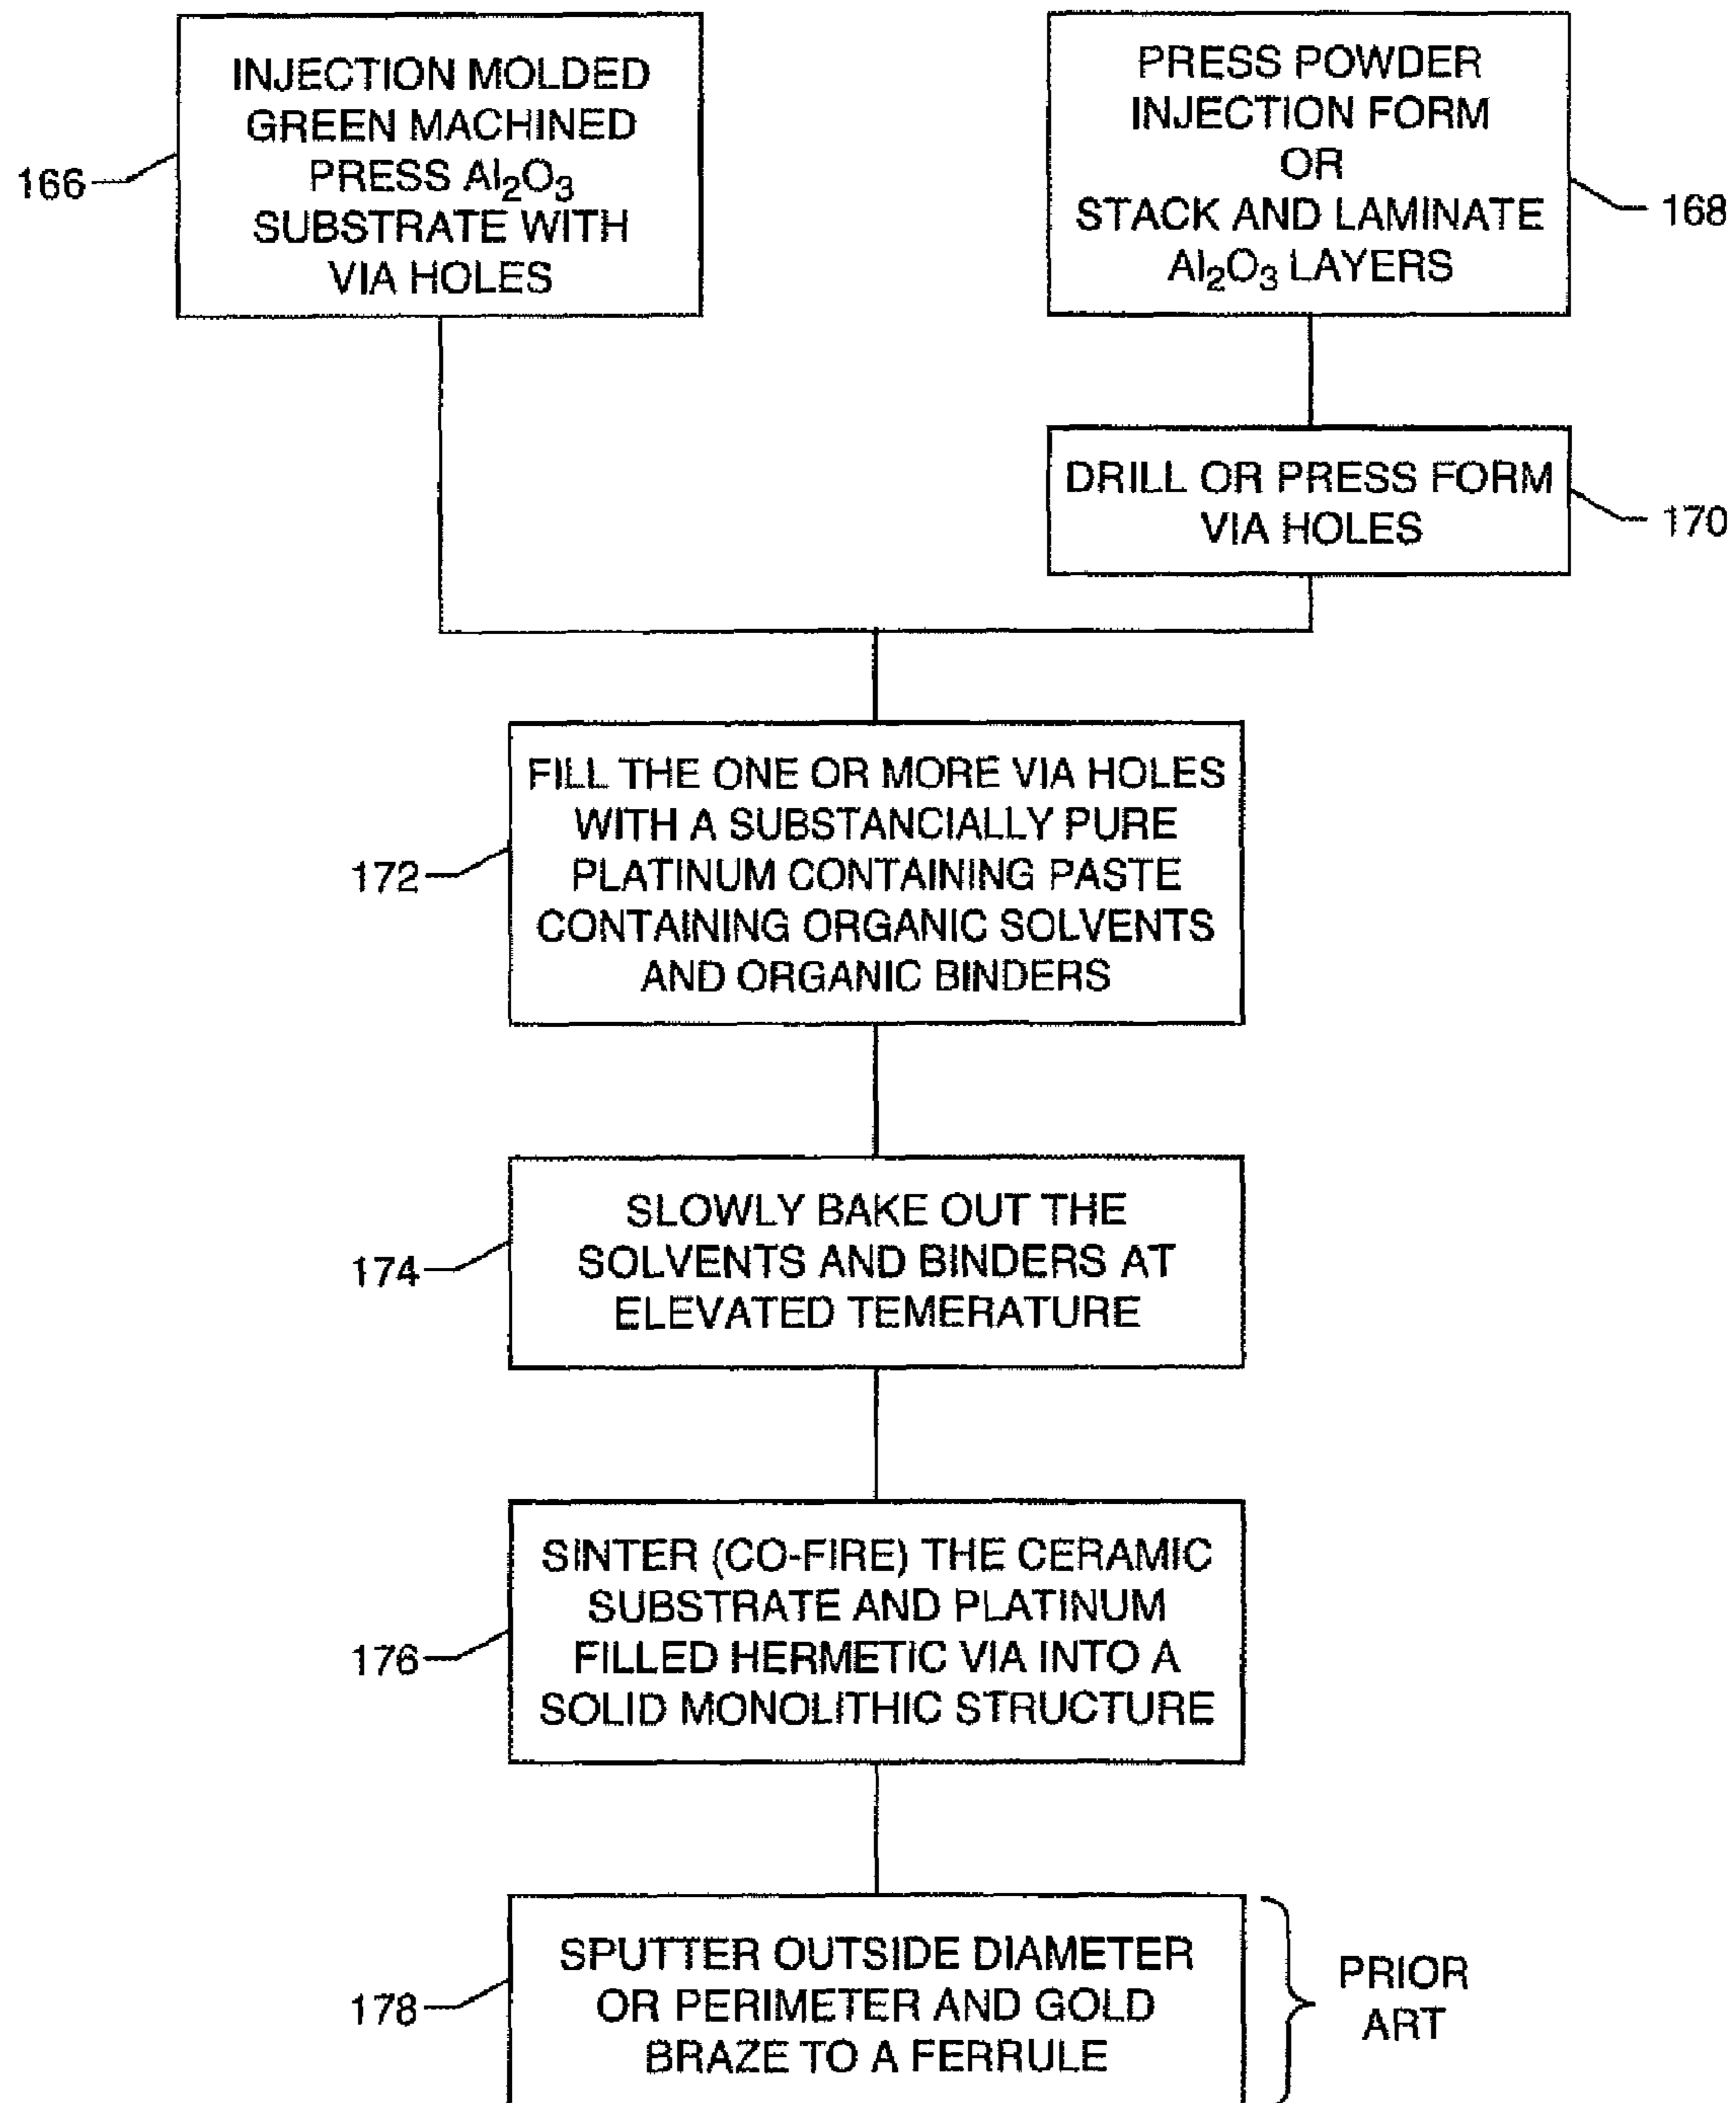 INJECTION MOLDED
GREEN MACHINED
PRESS Al₂O₃
SUBSTRATE WITH
VIA HOLES
166
PRESS POWDER
INJECTION FORM
OR
STACK AND LAMINATE
Al₂O₃ LAYERS
168
DRILL OR PRESS FORM
VIA HOLES
170
FILL THE ONE OR MORE VIA HOLES
WITH A SUBSTANCIALLY PURE
PLATINUM CONTAINING PASTE
CONTAINING ORGANIC SOLVENTS
AND ORGANIC BINDERS
172
SLOWLY BAKE OUT THE
SOLVENTS AND BINDERS AT
ELEVATED TEMERATURE
174
SINTER (CO-FIRE) THE CERAMIC
SUBSTRATE AND PLATINUM
FILLED HERMETIC VIA INTO A
SOLID MONOLITHIC STRUCTURE
176
SPUTTER OUTSIDE DIAMETER
OR PERIMETER AND GOLD
BRAZE TO A FERRULE
178
PRIOR
ART